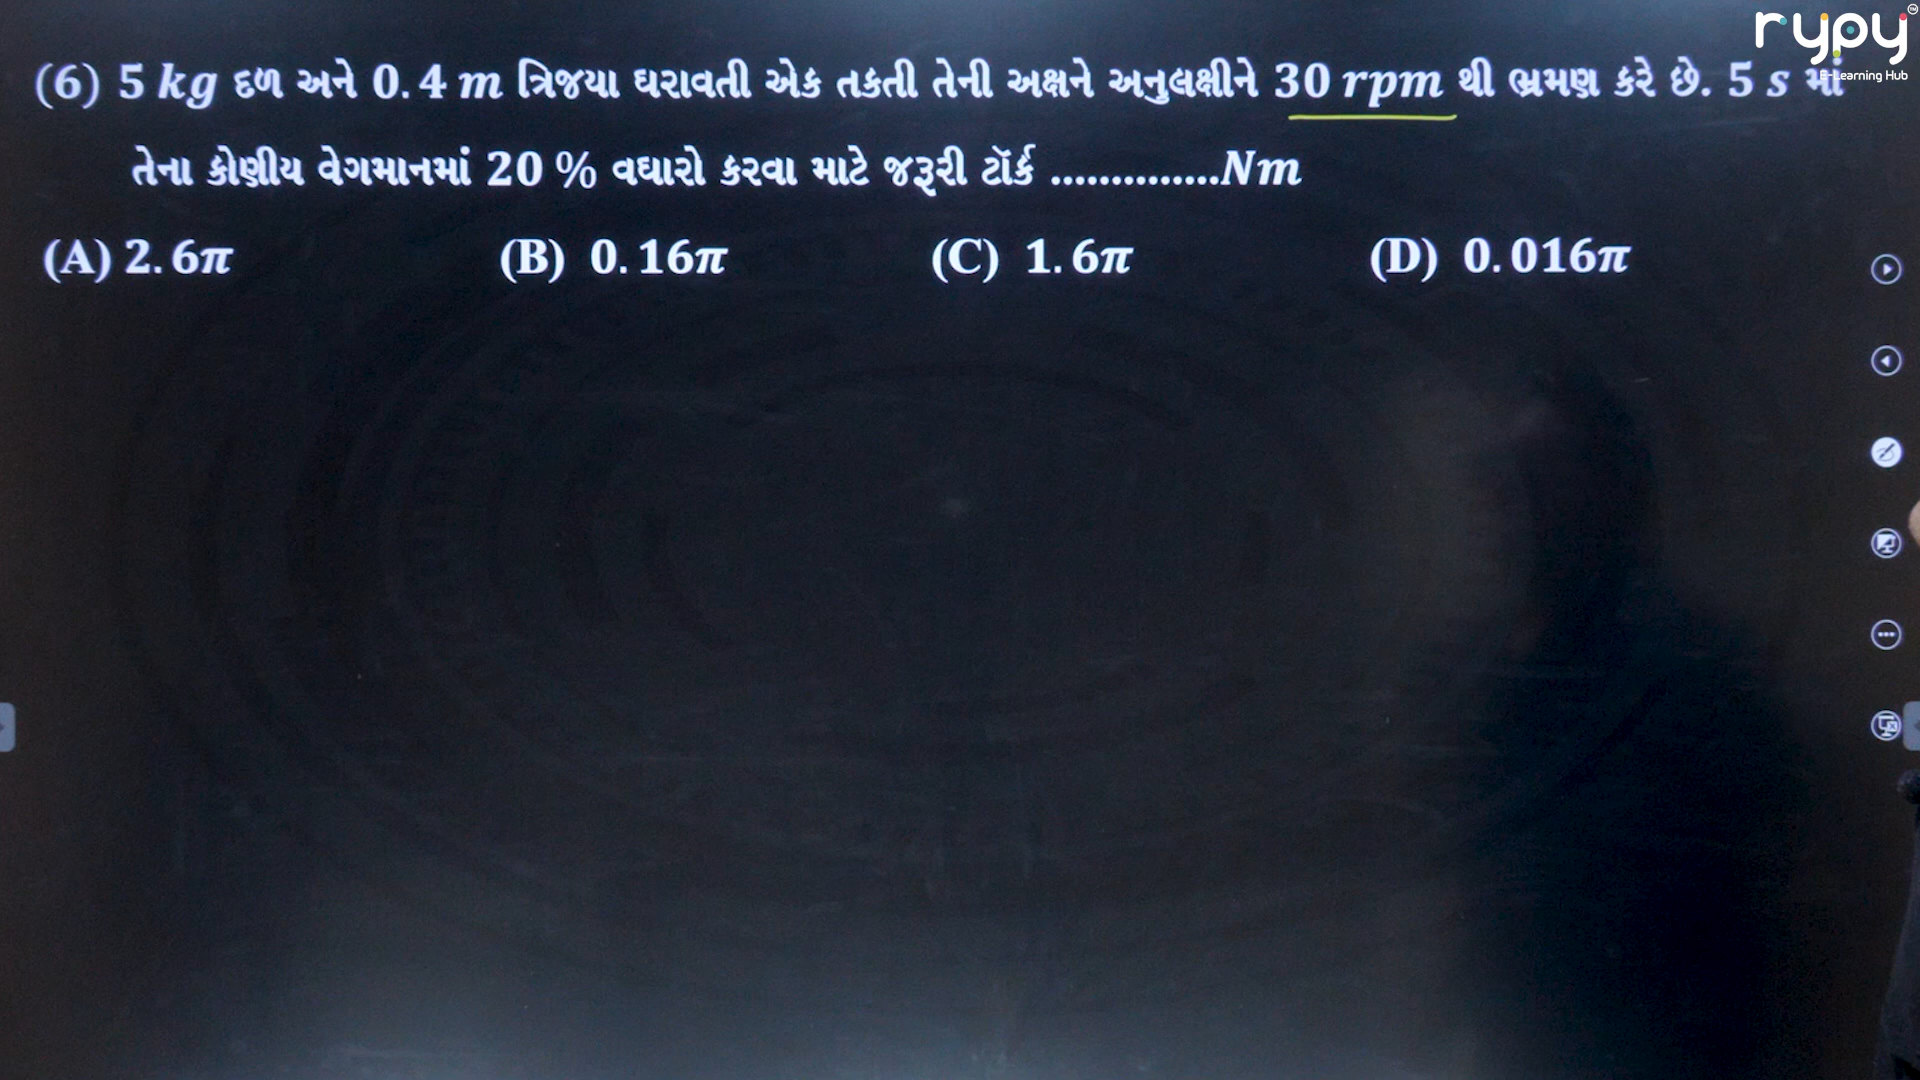 rypy
TM
E-Learning Hub
(6) 5 kg દળ અને 0.4 m ત્રિજ્યા ધરાવતી એક તકતી તેની અક્ષને અનુલક્ષીને 30 rpm થી ભ્રમણ કરે છે. 5 s માં
તેના કોણીય વેગમાનમાં 20 % વધારો કરવા માટે જરૂરી ટૉર્ક ..............Nm
(A) 2.6π (B) 0.16π (C) 1.6π (D) 0.016π